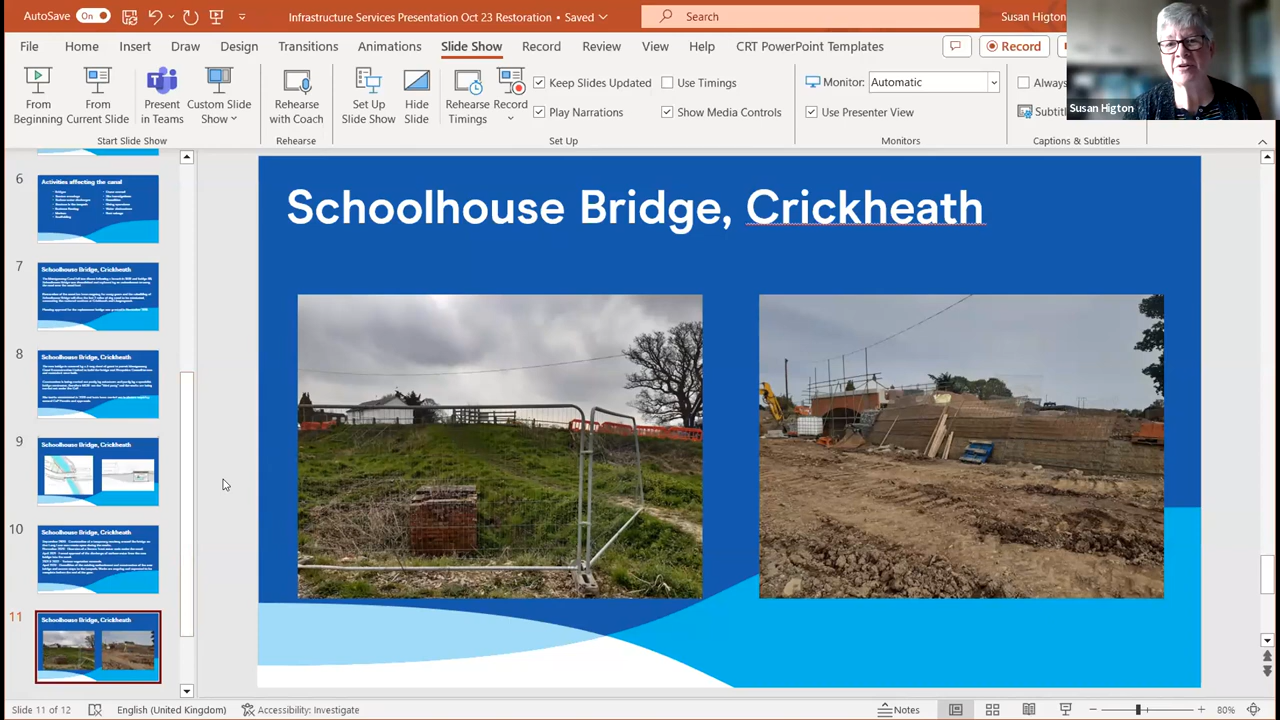 AutoSave On
Infrastructure Services Presentation Oct 23 Restoration • Saved
Search
Susan Higton
Susan Higton
File Home Insert Draw Design Transitions Animations Slide Show Record Review View Help CRT PowerPoint Templates
Record
From Beginning
From Current Slide
Present in Teams
Custom Slide Show
Rehearse with Coach
Set Up Slide Show
Hide Slide
Rehearse Timings
Record
Keep Slides Updated
Use Timings
Play Narrations
Show Media Controls
Monitor: Automatic
Use Presenter View
Always
Start Slide Show
Rehearse
Set Up
Monitors
Captions & Subtitles
6
Activities affecting the canal
7
Schoolhouse Bridge, Crickheath
8
Schoolhouse Bridge, Crickheath
9
Schoolhouse Bridge, Crickheath
10
Schoolhouse Bridge, Crickheath
11
Schoolhouse Bridge, Crickheath
Schoolhouse Bridge, Crickheath
Slide 11 of 12
English (United Kingdom)
Accessibility: Investigate
Notes
80%